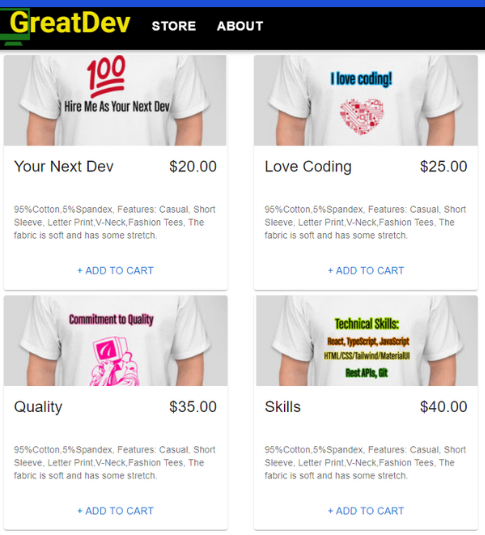 GreatDev STORE ABOUT
100
Hire Me As Your Next Dev
I love coding!
Your Next Dev $20.00
Love Coding $25.00
95%Cotton,5%Spandex, Features: Casual, Short
Sleeve, Letter Print,V-Neck,Fashion Tees, The
fabric is soft and has some stretch.
95%Cotton,5%Spandex, Features: Casual, Short
Sleeve, Letter Print,V-Neck,Fashion Tees, The
fabric is soft and has some stretch.
+ ADD TO CART
+ ADD TO CART
Commitment to Quality
Technical Skills:
React, TypeScript, JavaScript
HTML/CSS/Tailwind/MaterialUI
Rest APIs, Git
Quality $35.00
Skills $40.00
95%Cotton,5%Spandex, Features: Casual, Short
Sleeve, Letter Print,V-Neck,Fashion Tees, The
fabric is soft and has some stretch.
95%Cotton,5%Spandex, Features: Casual, Short
Sleeve, Letter Print,V-Neck,Fashion Tees, The
fabric is soft and has some stretch.
+ ADD TO CART
+ ADD TO CART